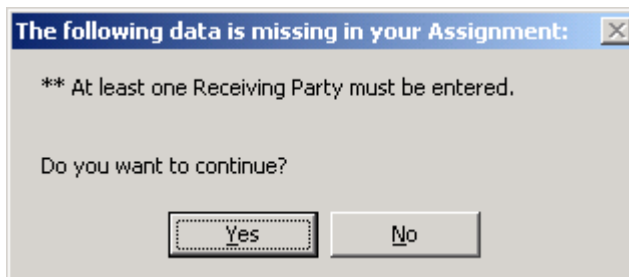 The following data is missing in your Assignment:
** At least one Receiving Party must be entered.
Do you want to continue?
Yes No